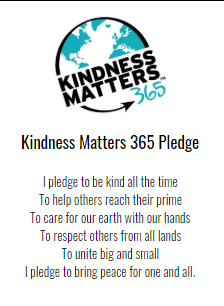 KINDNESS
MATTERS™
365
Kindness Matters 365 Pledge
I pledge to be kind all the time
To help others reach their prime
To care for our earth with our hands
To respect others from all lands
To unite big and small
I pledge to bring peace for one and all.